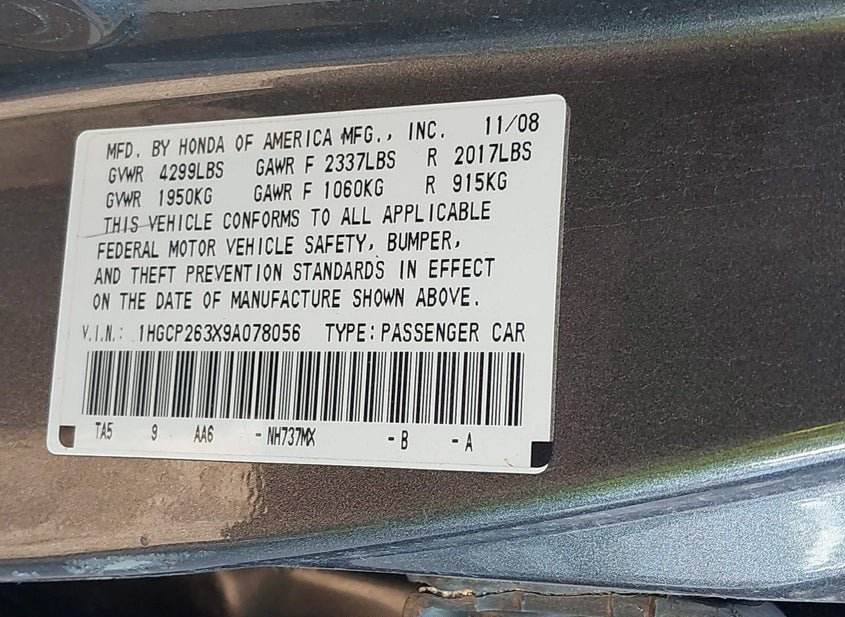 MFD. BY HONDA OF AMERICA MFG., INC. 11/08
GVWR 4299LBS GAWR F 2337LBS R 2017LBS
GVWR 1950KG GAWR F 1060KG R 915KG
THIS VEHICLE CONFORMS TO ALL APPLICABLE
FEDERAL MOTOR VEHICLE SAFETY, BUMPER,
AND THEFT PREVENTION STANDARDS IN EFFECT
ON THE DATE OF MANUFACTURE SHOWN ABOVE.
V.I.N.: 1HGCP263X9A078056 TYPE:PASSENGER CAR
TA5 9 AA6 -NH737MX -B -A